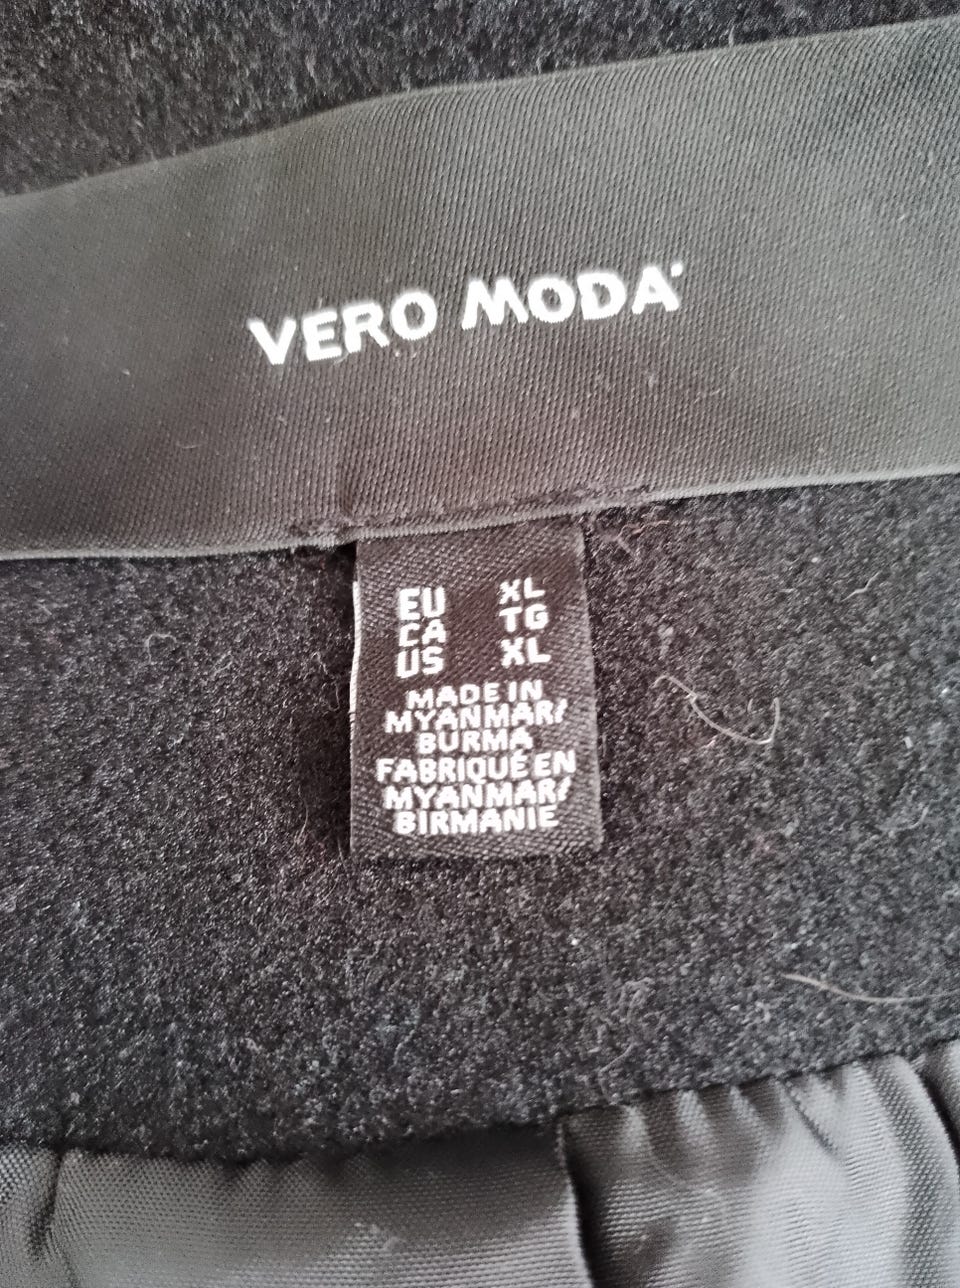 VERO MODA
EU XL
CA TG
US XL
MADE IN
MYANMAR/
BURMA
FABRIQUÉ EN
MYANMAR/
BIRMANIE